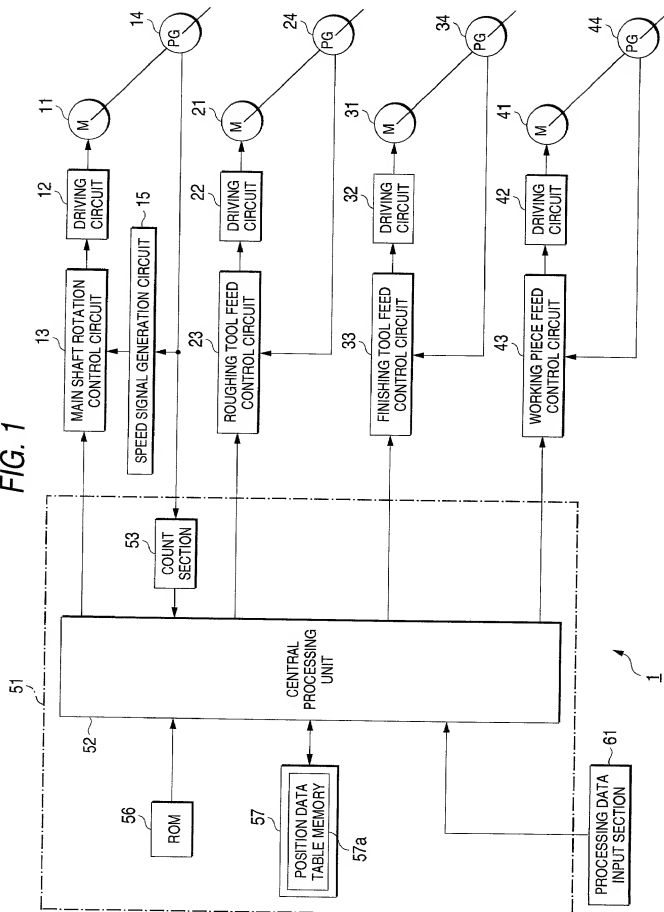 FIG. 1
51
52
53
COUNT
SECTION
CENTRAL
PROCESSING
UNIT
56
ROM
57
POSITION DATA
TABLE MEMORY
57a
61
PROCESSING DATA
INPUT SECTION
1
13
MAIN SHAFT ROTATION
CONTROL CIRCUIT
12
DRIVING
CIRCUIT
11
M
14
PG
15
SPEED SIGNAL GENERATION CIRCUIT
23
ROUGHING TOOL FEED
CONTROL CIRCUIT
22
DRIVING
CIRCUIT
21
M
24
PG
33
FINISHING TOOL FEED
CONTROL CIRCUIT
32
DRIVING
CIRCUIT
31
M
34
PG
43
WORKING PIECE FEED
CONTROL CIRCUIT
42
DRIVING
CIRCUIT
41
M
44
PG